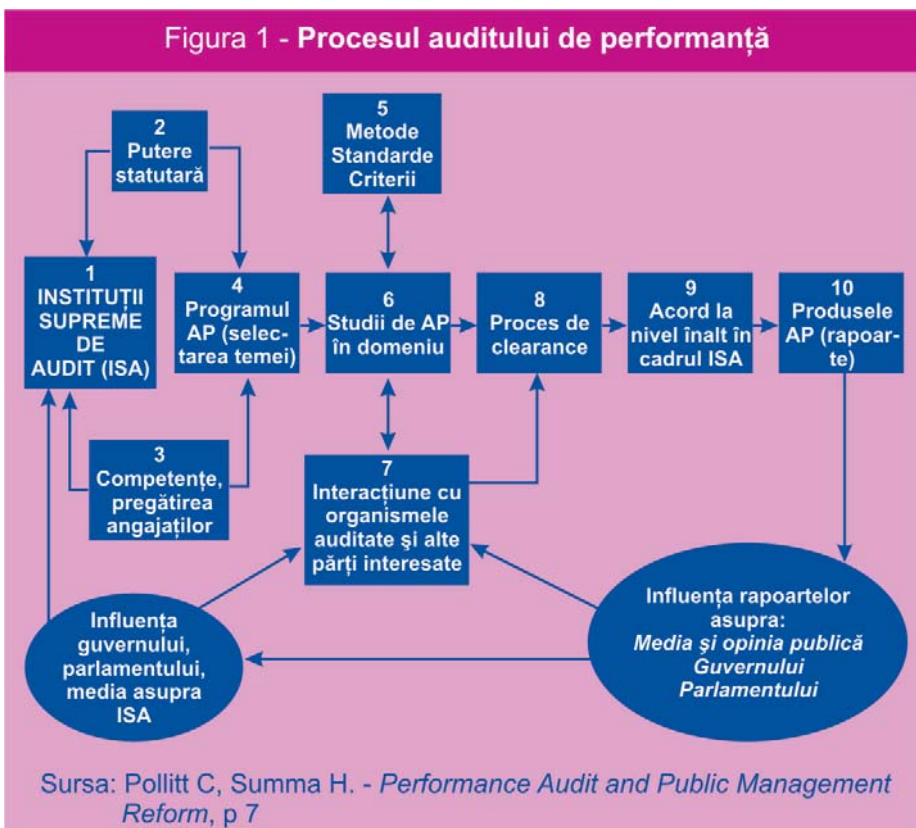 Figura 1 - Procesul auditului de performanță
2
Putere
statutară
5
Metode
Standarde
Criterii
1
INSTITUȚII
SUPREME
DE
AUDIT (ISA)
4
Programul
AP (selec-
tarea temei)
6
Studii de AP
în domeniu
8
Proces de
clearance
9
Acord la
nivel înalt în
cadrul ISA
10
Produsele
AP (rapoar-
te)
3
Competențe,
pregătirea
angajaților
7
Interacțiune cu
organismele
auditate şi alte
părți interesate
Influența
guvernului,
parlamentului,
media asupra
ISA
Influența rapoartelor
asupra:
Media şi opinia publică
Guvernului
Parlamentului
Sursa: Pollitt C, Summa H. - Performance Audit and Public Management
Reform, p 7